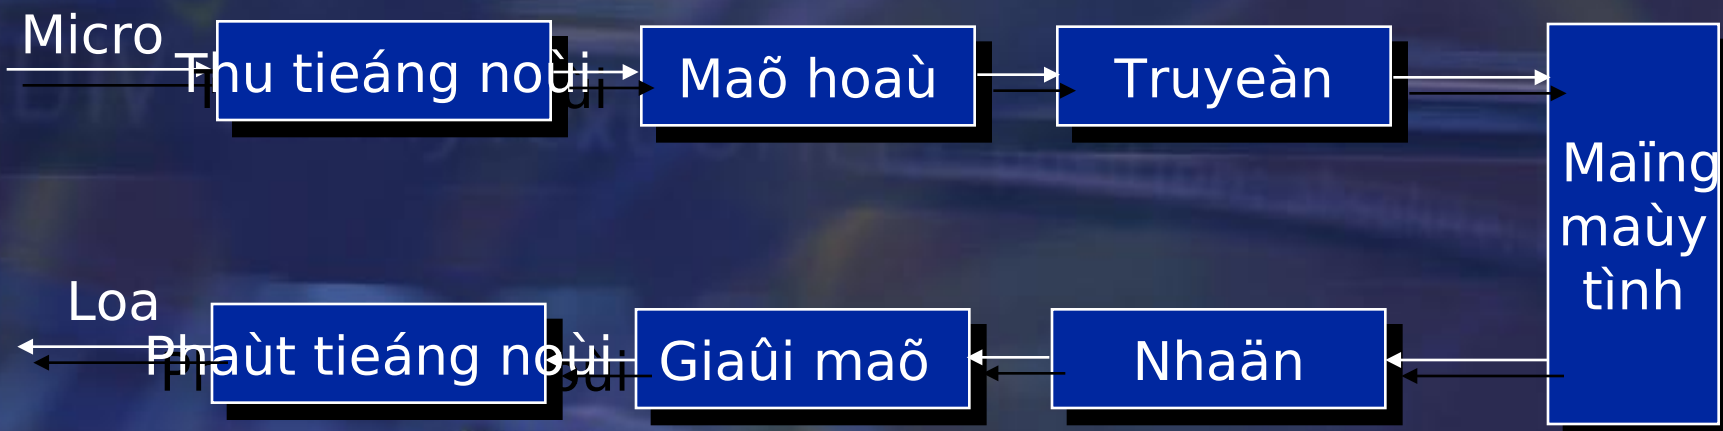 Micro
Thu tieáng noùi
Maõ hoaù
Truyeàn
Maïng
maùy
tình
Loa
Phaùt tieáng noùi
Giaûi maõ
Nhaän